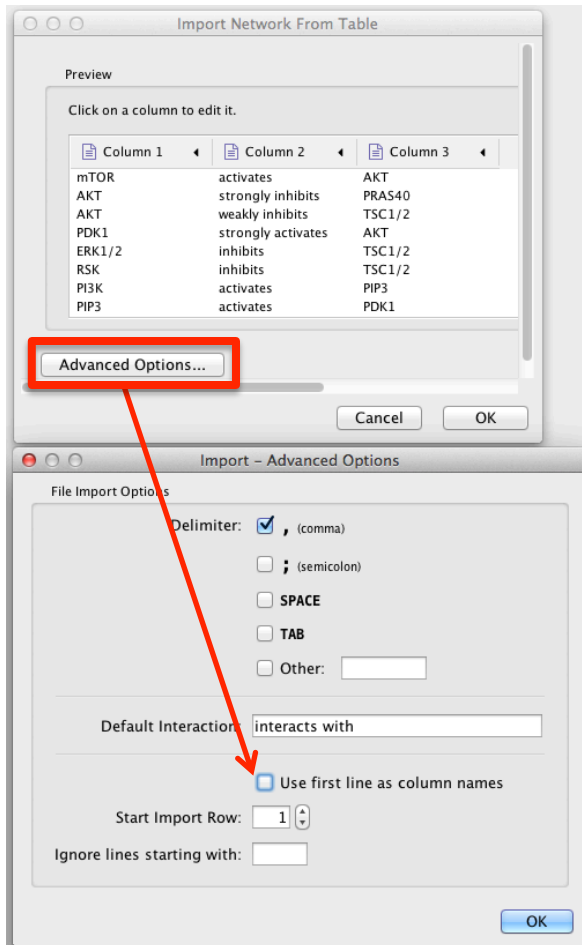 Import Network From Table
Preview
Click on a column to edit it.
Column 1 Column 2 Column 3
mTOR activates AKT
AKT strongly inhibits PRAS40
AKT weakly inhibits TSC1/2
PDK1 strongly activates AKT
ERK1/2 inhibits TSC1/2
RSK inhibits TSC1/2
PI3K activates PIP3
PIP3 activates PDK1
Advanced Options...
Cancel OK
Import – Advanced Options
File Import Options
Delimiter: , (comma)
; (semicolon)
SPACE
TAB
Other:
Default Interaction: interacts with
Use first line as column names
Start Import Row: 1
Ignore lines starting with:
OK